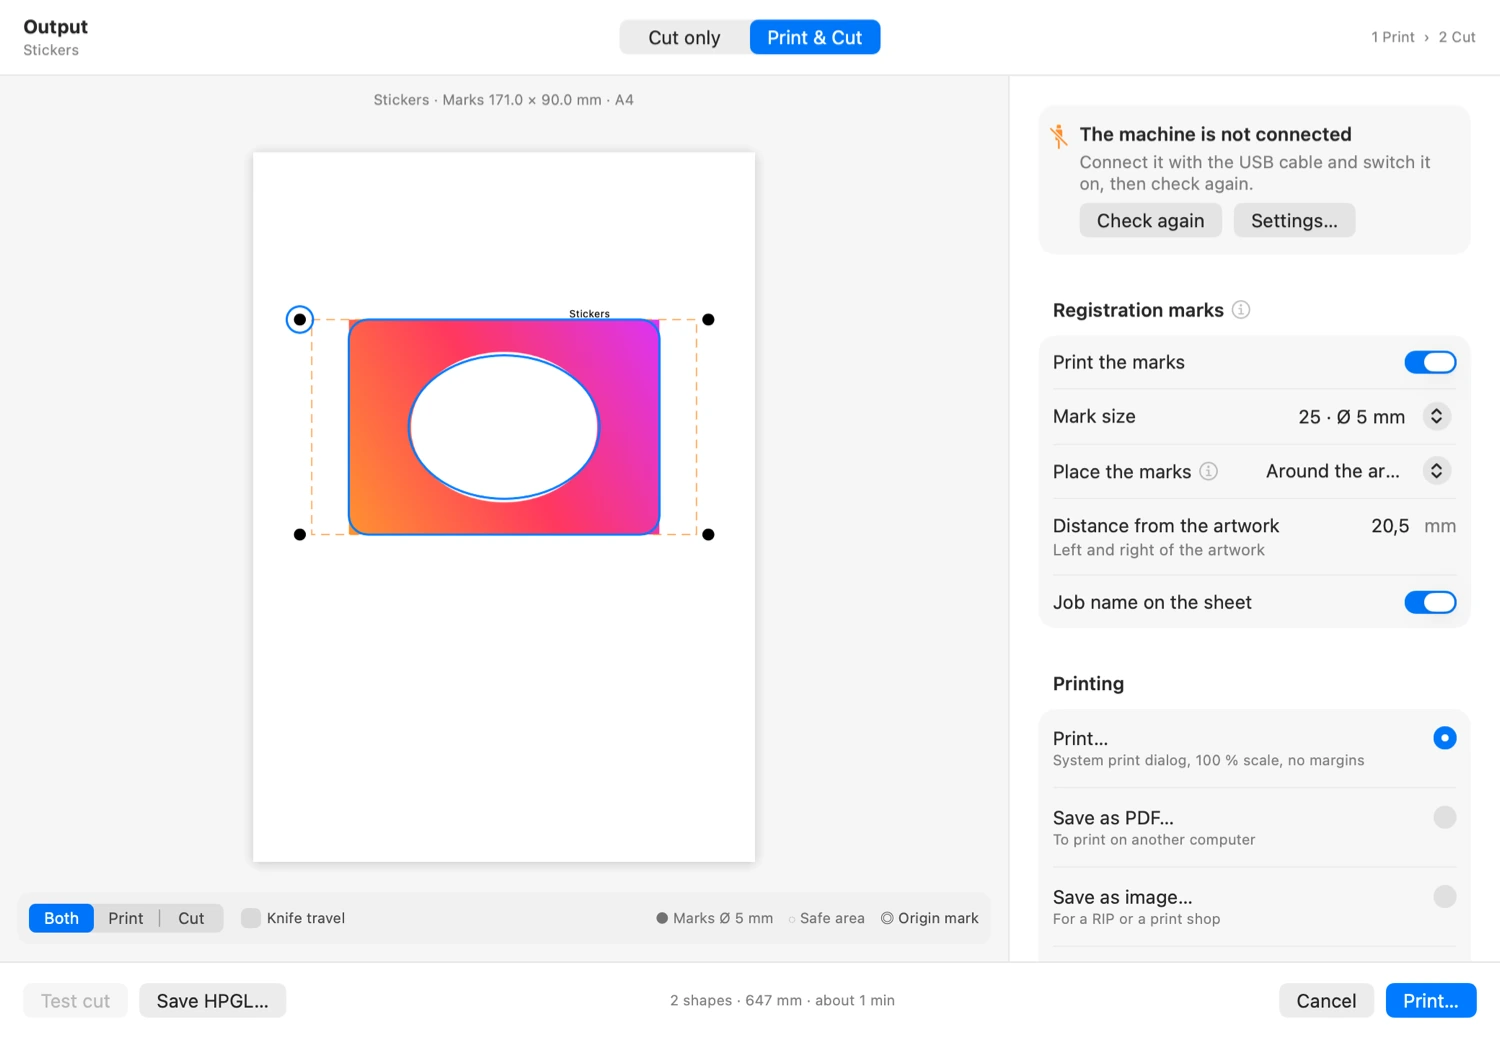 Output
Stickers
Cut only
Print & Cut
1 Print › 2 Cut
Stickers · Marks 171.0 × 90.0 mm · A4
Stickers
Both
Print
Cut
Knife travel
Marks Ø 5 mm
Safe area
Origin mark
The machine is not connected
Connect it with the USB cable and switch it
on, then check again.
Check again
Settings...
Registration marks
Print the marks
Mark size
25 · Ø 5 mm
Place the marks
Around the ar...
Distance from the artwork
20,5 mm
Left and right of the artwork
Job name on the sheet
Printing
Print...
System print dialog, 100 % scale, no margins
Save as PDF...
To print on another computer
Save as image...
For a RIP or a print shop
Test cut
Save HPGL...
2 shapes · 647 mm · about 1 min
Cancel
Print...